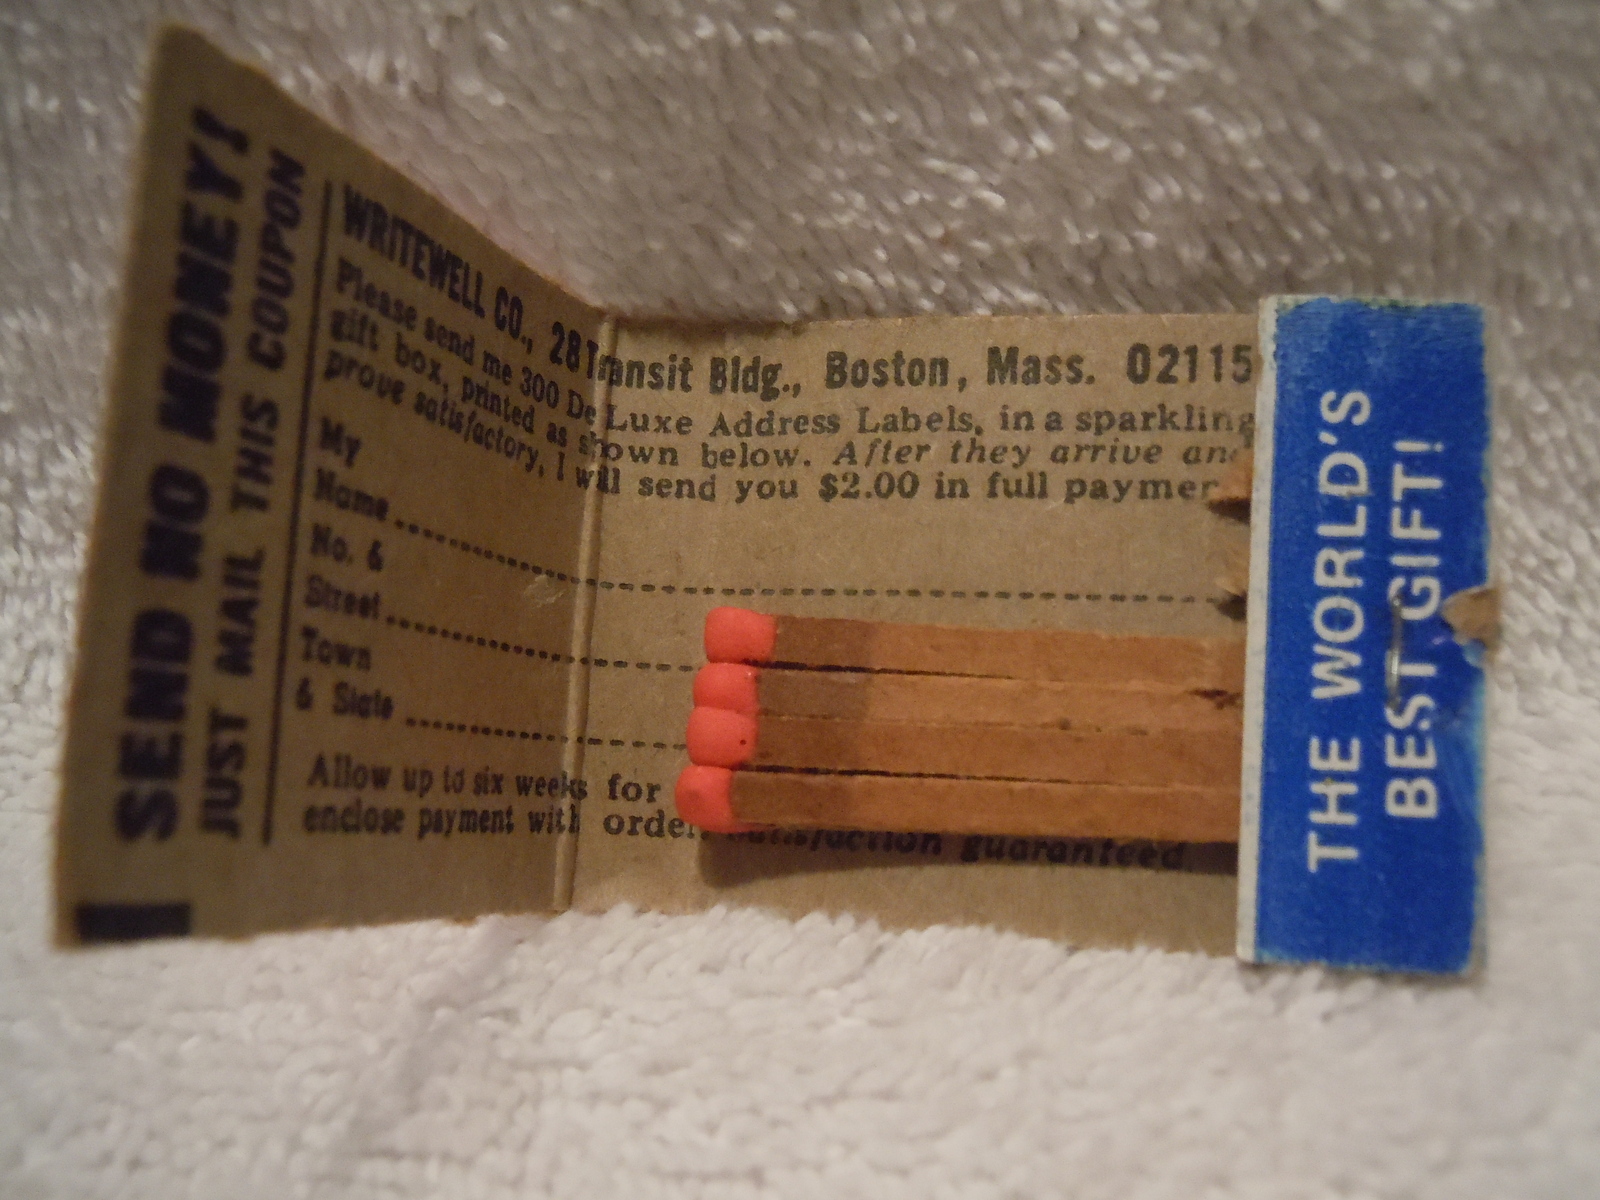 SEND NO MONEY!
JUST MAIL THIS COUPON
WRITEWELL CO., 28 Transit Bldg., Boston, Mass. 02115
Please send me 300 De Luxe Address Labels, in a sparkling
gift box, printed as shown below. After they arrive and
prove satisfactory, I will send you $2.00 in full paymen
My
Name
No. &
Street
Town
& State
Allow up to six weeks for
enclose payment with order. Satisfaction guaranteed
THE WORLD'S
BEST GIFT!